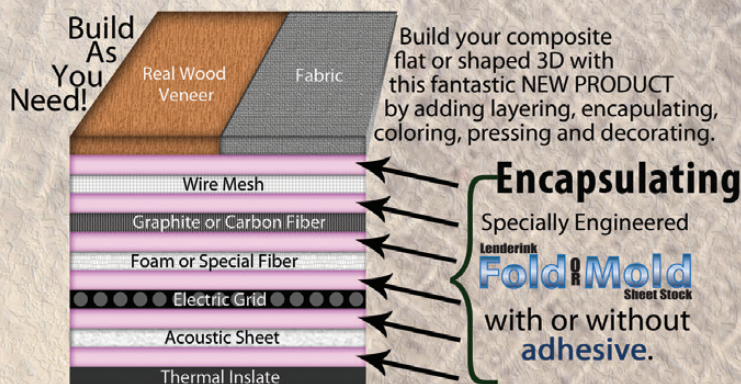 Build
As
You
Need!
Real Wood
Veneer
Fabric
Build your composite
flat or shaped 3D with
this fantastic NEW PRODUCT
by adding layering, encapulating,
coloring, pressing and decorating.
Wire Mesh
Graphite or Carbon Fiber
Foam or Special Fiber
Electric Grid
Acoustic Sheet
Thermal Inslate
Encapsulating
Specially Engineered
Lenderink
Fold OR Mold
Sheet Stock
with or without
adhesive.